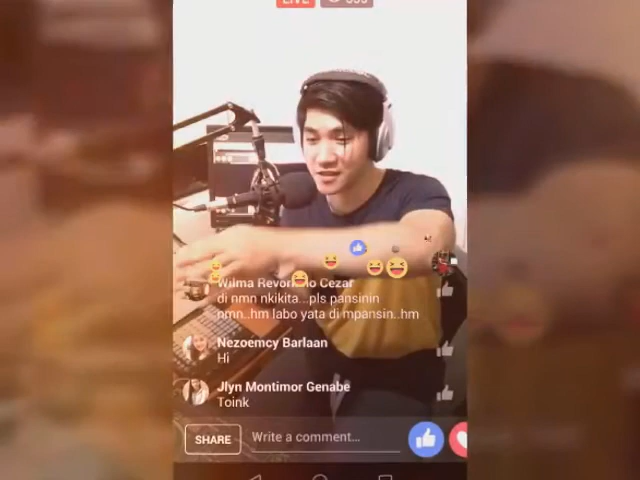 LIVE
Wilma Revor Cezar
di nmn nkikita...pls pansinin
nmn..hm labo yata di mpansin..hm
Nezoemcy Barlaan
Hi
Jlyn Montimor Genabe
Toink
SHARE
Write a comment...